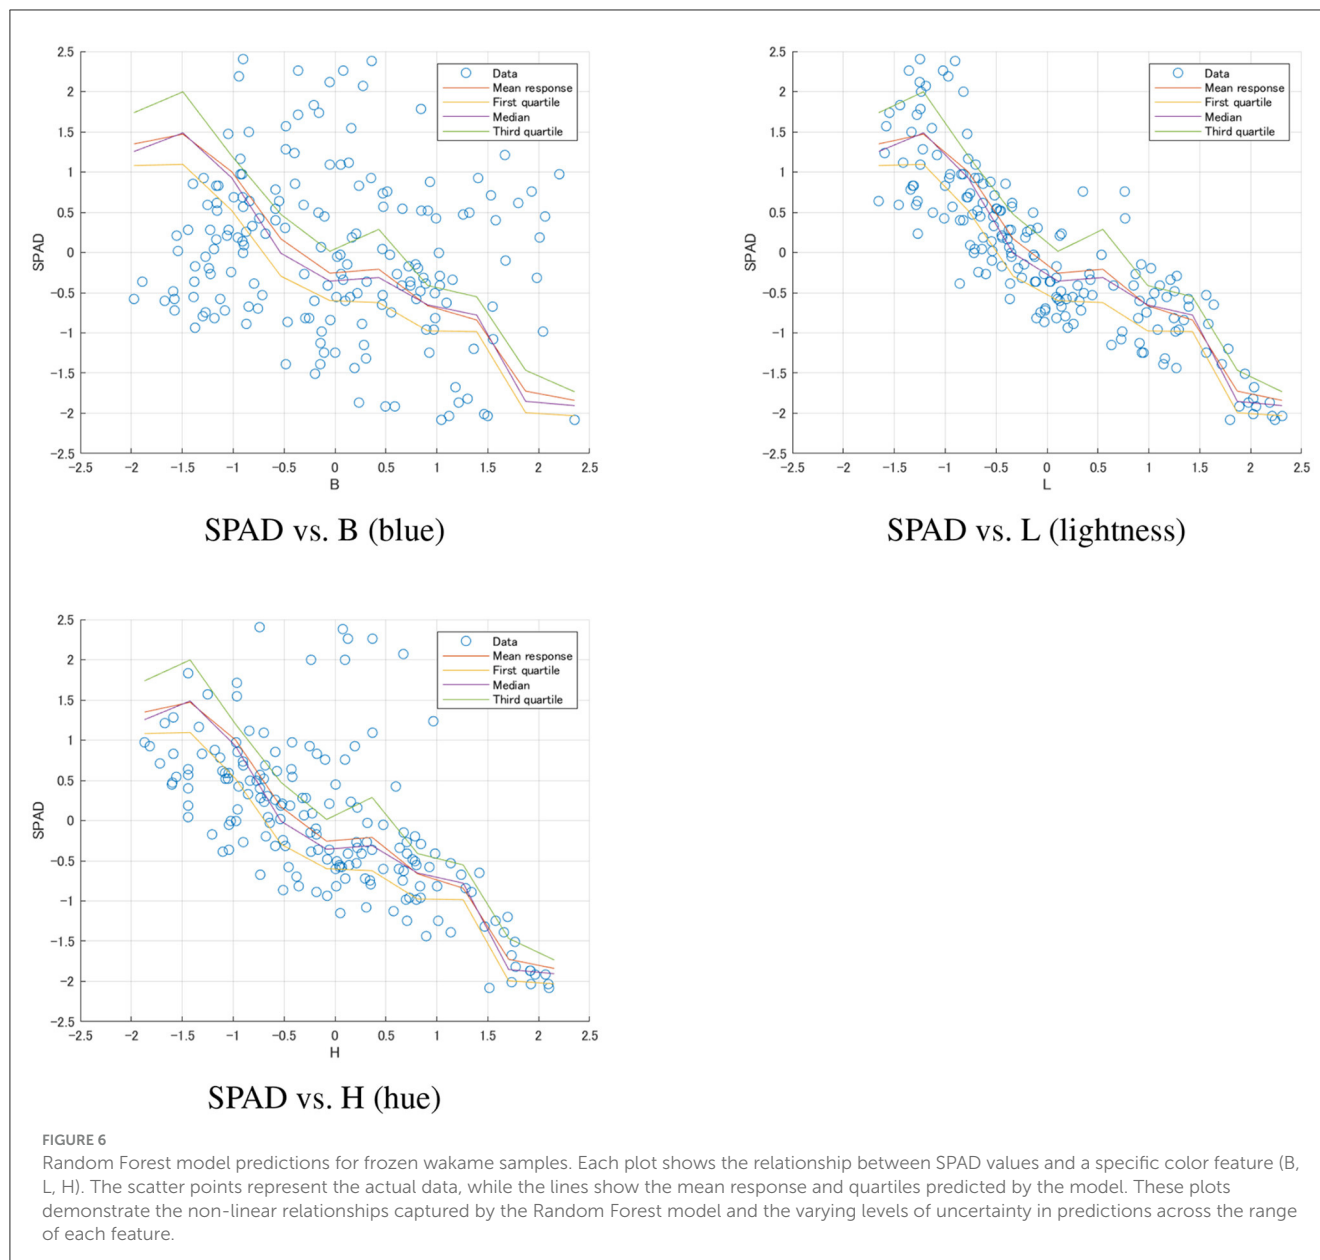 2.5
2
1.5
1
0.5
0
−0.5
−1
−1.5
−2
−2.5
SPAD
−2.5 −2 −1.5 −1 −0.5 0 0.5 1 1.5 2 2.5
B
Data
Mean response
First quartile
Median
Third quartile
SPAD vs. B (blue)
2.5
2
1.5
1
0.5
0
−0.5
−1
−1.5
−2
−2.5
SPAD
−2.5 −2 −1.5 −1 −0.5 0 0.5 1 1.5 2 2.5
L
Data
Mean response
First quartile
Median
Third quartile
SPAD vs. L (lightness)
2.5
2
1.5
1
0.5
0
−0.5
−1
−1.5
−2
−2.5
SPAD
−2.5 −2 −1.5 −1 −0.5 0 0.5 1 1.5 2 2.5
H
Data
Mean response
First quartile
Median
Third quartile
SPAD vs. H (hue)
FIGURE 6
Random Forest model predictions for frozen wakame samples. Each plot shows the relationship between SPAD values and a specific color feature (B,
L, H). The scatter points represent the actual data, while the lines show the mean response and quartiles predicted by the model. These plots
demonstrate the non-linear relationships captured by the Random Forest model and the varying levels of uncertainty in predictions across the range
of each feature.